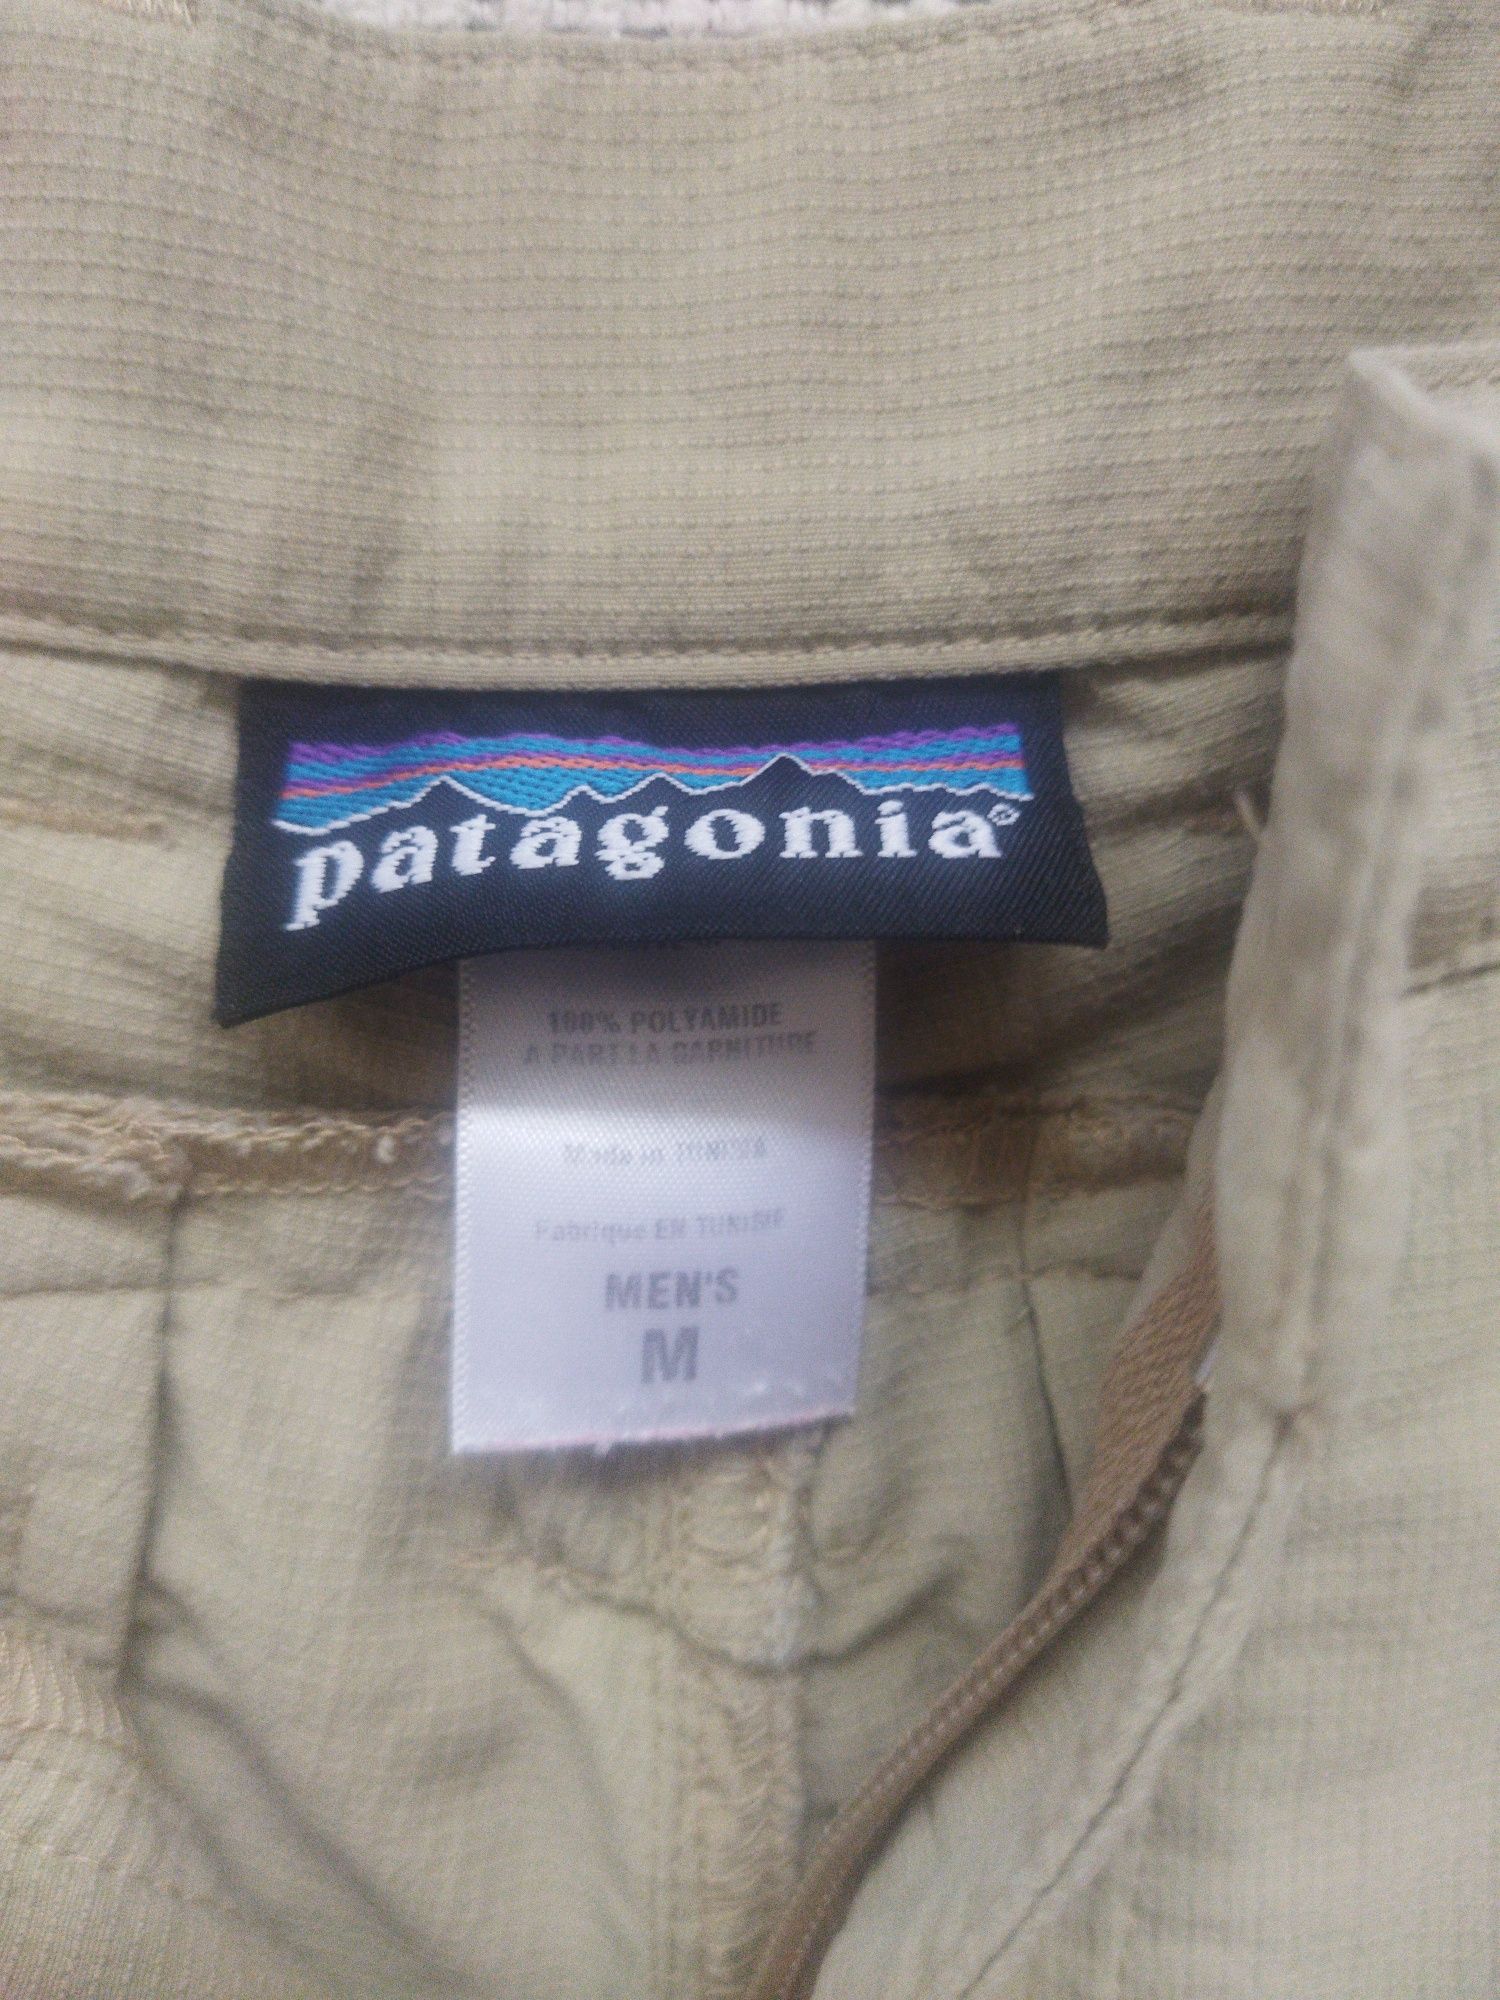 patagonia®
100% POLYAMIDE
A PART LA GARNITURE
Made in TUNISIA
Fabriqué EN TUNISIE
MEN'S
M